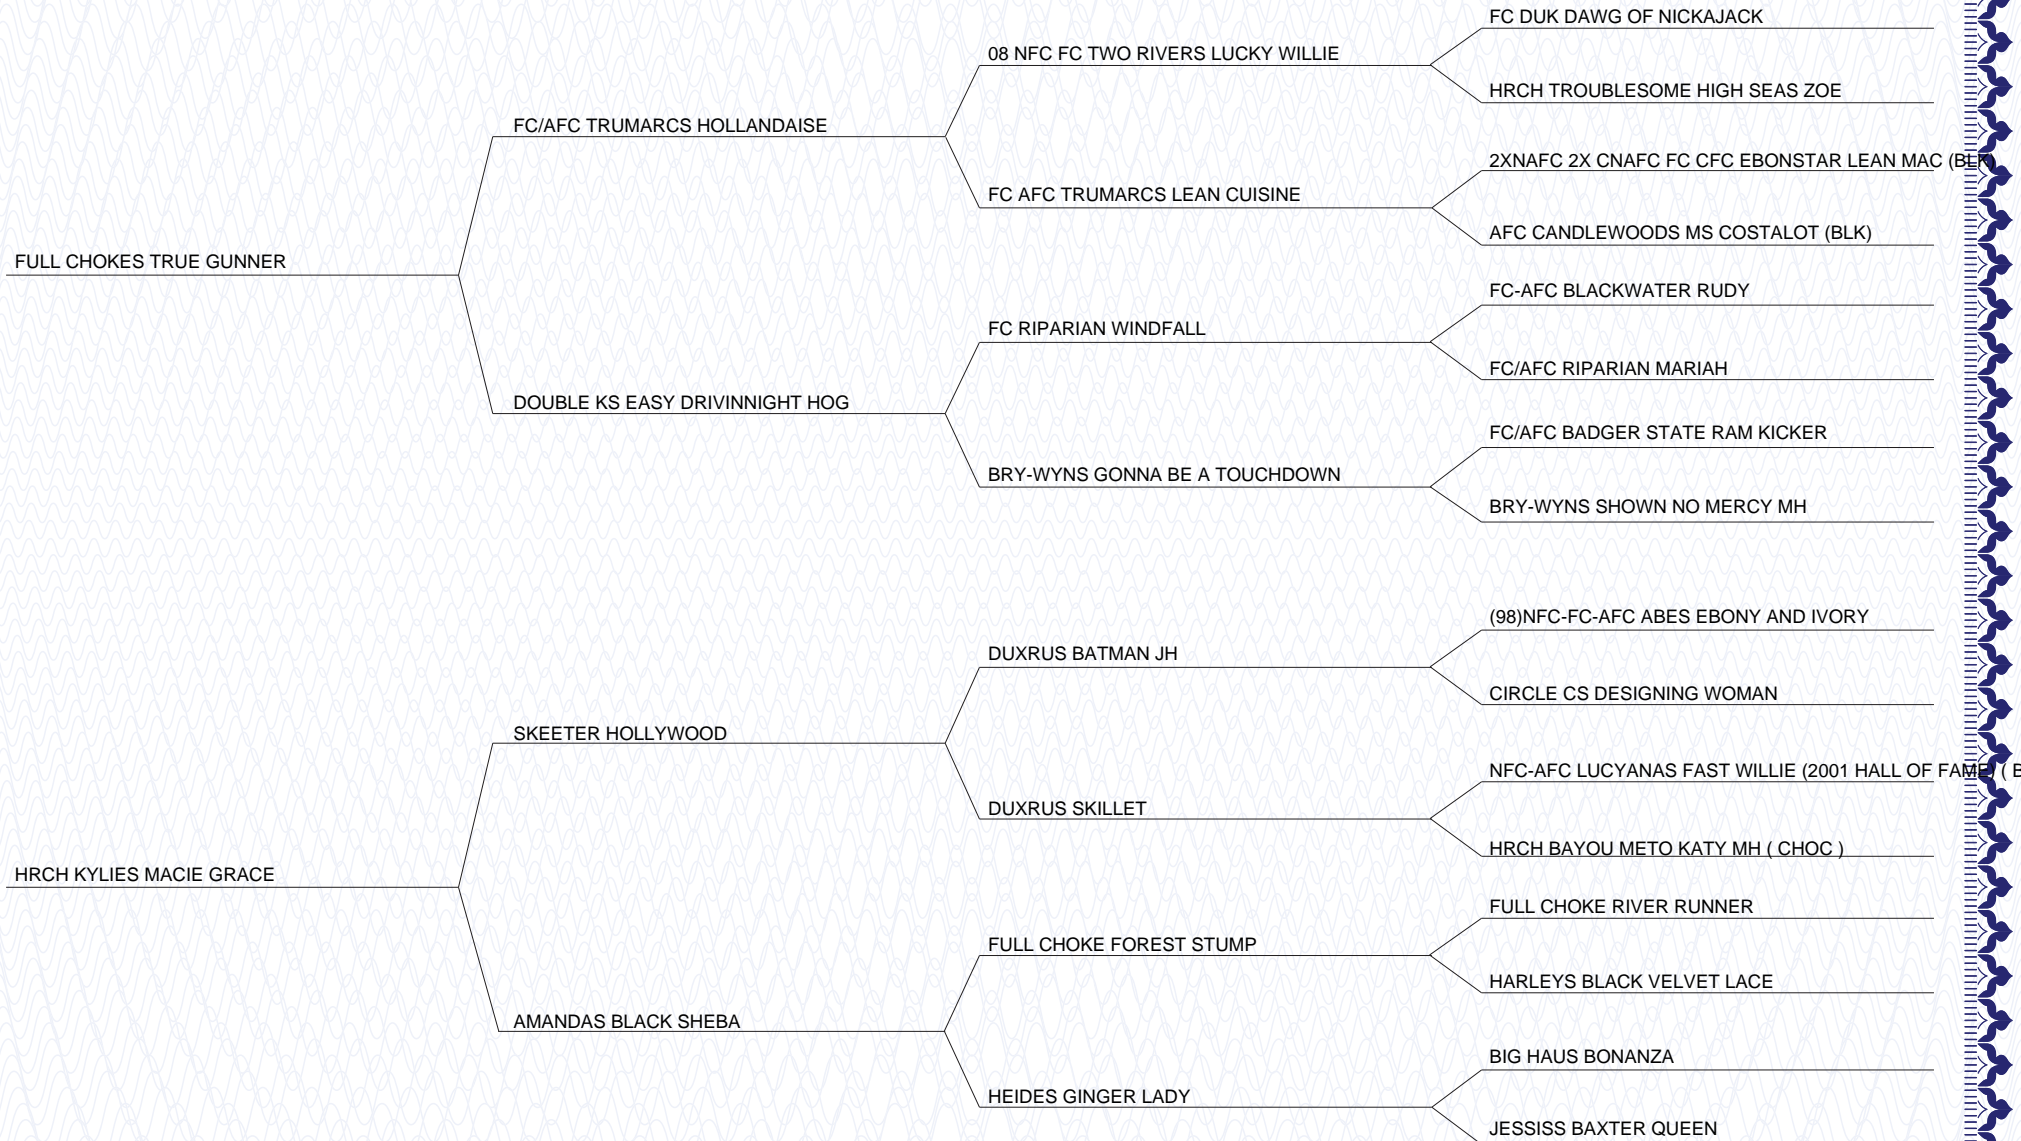 FC DUK DAWG OF NICKAJACK
08 NFC FC TWO RIVERS LUCKY WILLIE
HRCH TROUBLESOME HIGH SEAS ZOE
FC/AFC TRUMARCS HOLLANDAISE
2XNAFC 2X CNAFC FC CFC EBONSTAR LEAN MAC (BLK)
FC AFC TRUMARCS LEAN CUISINE
AFC CANDLEWOODS MS COSTALOT (BLK)
FULL CHOKES TRUE GUNNER
FC-AFC BLACKWATER RUDY
FC RIPARIAN WINDFALL
FC/AFC RIPARIAN MARIAH
DOUBLE KS EASY DRIVINNIGHT HOG
FC/AFC BADGER STATE RAM KICKER
BRY-WYNS GONNA BE A TOUCHDOWN
BRY-WYNS SHOWN NO MERCY MH
(98)NFC-FC-AFC ABES EBONY AND IVORY
DUXRUS BATMAN JH
CIRCLE CS DESIGNING WOMAN
SKEETER HOLLYWOOD
NFC-AFC LUCYANAS FAST WILLIE (2001 HALL OF FAME) ( B
DUXRUS SKILLET
HRCH BAYOU METO KATY MH ( CHOC )
HRCH KYLIES MACIE GRACE
FULL CHOKE RIVER RUNNER
FULL CHOKE FOREST STUMP
HARLEYS BLACK VELVET LACE
AMANDAS BLACK SHEBA
BIG HAUS BONANZA
HEIDES GINGER LADY
JESSISS BAXTER QUEEN